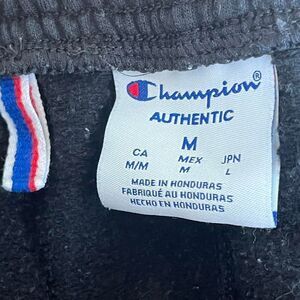 Champion®
AUTHENTIC
M
CA MEX JPN
M/M M L
MADE IN HONDURAS
FABRIQUÉ AU HONDURAS
HECHO EN HONDURAS